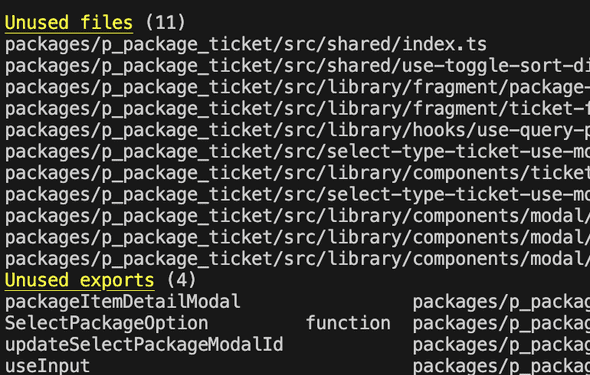 Unused files (11)
packages/p_package_ticket/src/shared/index.ts
packages/p_package_ticket/src/shared/use-toggle-sort-di
packages/p_package_ticket/src/library/fragment/package-
packages/p_package_ticket/src/library/fragment/ticket-f
packages/p_package_ticket/src/library/hooks/use-query-p
packages/p_package_ticket/src/select-type-ticket-use-mo
packages/p_package_ticket/src/library/components/ticket
packages/p_package_ticket/src/select-type-ticket-use-mo
packages/p_package_ticket/src/library/components/modal/
packages/p_package_ticket/src/library/components/modal/
packages/p_package_ticket/src/library/components/modal/
Unused exports (4)
packageItemDetailModal packages/p_packag
SelectPackageOption function packages/p_packag
updateSelectPackageModalId packages/p_packag
useInput packages/p_packag